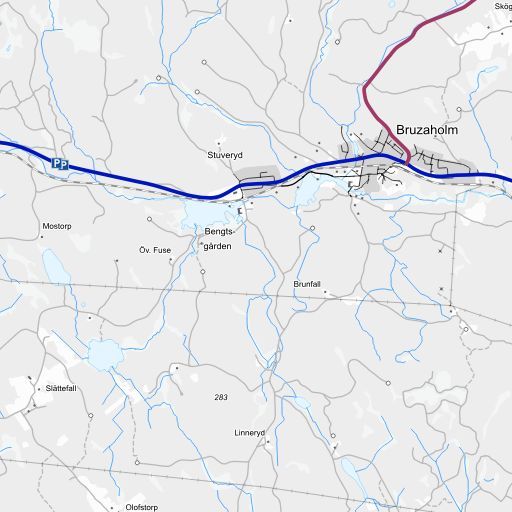 Skög
Bruzaholm
Stuveryd
P P
Mostorp
Bengts-
gården
Öv. Fuse
Brunfall
Slättefall
283
Linneryd
Olofstorp